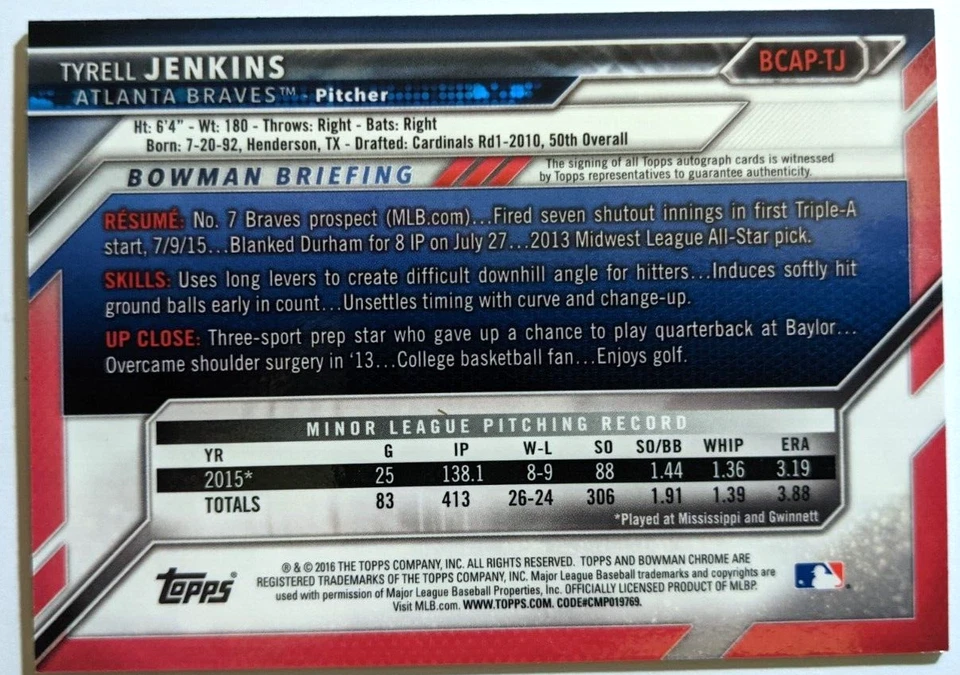 TYRELL JENKINS
BCAP-TJ
ATLANTA BRAVES™ Pitcher
Ht: 6'4" - Wt: 180 - Throws: Right - Bats: Right
Born: 7-20-92, Henderson, TX - Drafted: Cardinals Rd1-2010, 50th Overall
BOWMAN BRIEFING
The signing of all Topps autograph cards is witnessed
by Topps representatives to guarantee authenticity.
RÉSUMÉ: No. 7 Braves prospect (MLB.com)...Fired seven shutout innings in first Triple-A
start, 7/9/15...Blanked Durham for 8 IP on July 27...2013 Midwest League All-Star pick.
SKILLS: Uses long levers to create difficult downhill angle for hitters...Induces softly hit
ground balls early in count...Unsettles timing with curve and change-up.
UP CLOSE: Three-sport prep star who gave up a chance to play quarterback at Baylor...
Overcame shoulder surgery in '13...College basketball fan...Enjoys golf.
MINOR LEAGUE PITCHING RECORD
YR G IP W-L SO SO/BB WHIP ERA
2015* 25 138.1 8-9 88 1.44 1.36 3.19
TOTALS 83 413 26-24 306 1.91 1.39 3.88
*Played at Mississippi and Gwinnett
topps®
® & © 2016 THE TOPPS COMPANY, INC. ALL RIGHTS RESERVED. TOPPS AND BOWMAN CHROME ARE
REGISTERED TRADEMARKS OF THE TOPPS COMPANY, INC. Major League Baseball trademarks and copyrights are
used with permission of Major League Baseball Properties, Inc. OFFICIALLY LICENSED PRODUCT OF MLBP.
Visit MLB.com. WWW.TOPPS.COM. CODE#CMP019769.